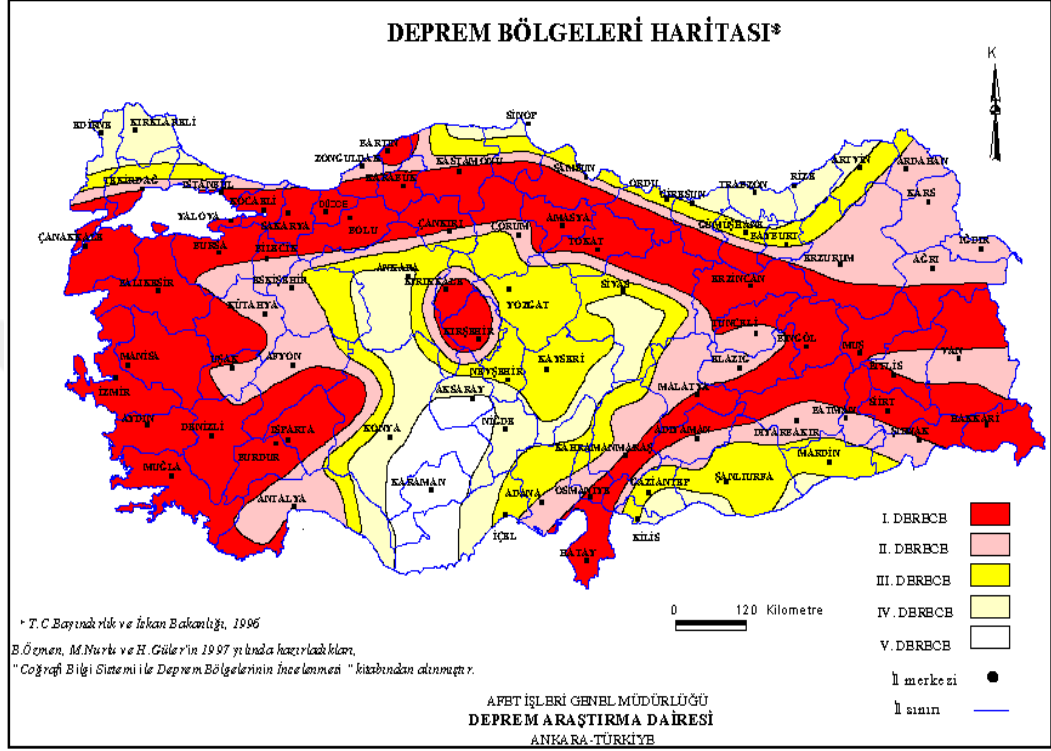 DEPREM BÖLGELERİ HARİTASI*
K
SİNOP
EDİRNE
KIRKLARELİ
BARTIN
ZONGULDAK
KASTAMONU
KARABÜK
SAMSUN
ARTVİN
ARDAHAN
TEKİRDAĞ
İSTANBUL
ORDU
GİRESUN
TRABZON
RİZE
KARS
KOCAELİ
YALOVA
SAKARYA
DÜZCE
BOLU
ÇANKIRI
ÇORUM
AMASYA
TOKAT
GÜMÜŞHANE
BAYBURT
IĞDIR
ÇANAKKALE
BURSA
BİLECİK
ANKARA
ERZURUM
AĞRI
BALIKESİR
ESKİŞEHİR
KIRIKKALE
YOZGAT
SİVAS
ERZİNCAN
KÜTAHYA
KIRŞEHİR
TUNCELİ
BİNGÖL
MUŞ
VAN
MANİSA
UŞAK
AFYON
KAYSERİ
ELAZIĞ
BİTLİS
NEVŞEHİR
İZMİR
AKSARAY
MALATYA
SİİRT
AYDIN
DENİZLİ
ISPARTA
KONYA
NİĞDE
ADIYAMAN
BATMAN
HAKKARİ
DİYARBAKIR
ŞIRNAK
BURDUR
KAHRAMANMARAŞ
MARDİN
MUĞLA
KARAMAN
GAZİANTEP
ŞANLIURFA
ANTALYA
ADANA
OSMANİYE
İÇEL
KİLİS
HATAY
I. DERECE
II. DERECE
III. DERECE
IV. DERECE
V. DERECE
İl merkezi
İl sınırı
0 120 Kilometre
* T.C.Bayındırlık ve İskan Bakanlığı, 1996
B.Özmen, M.Nurlu ve H.Güler'in 1997 yılında hazırladıkları,
" Coğrafi Bilgi Sistemi ile Deprem Bölgelerinin İncelenmesi " kitabından alınmıştır.
AFET İŞLERİ GENEL MÜDÜRLÜĞÜ
DEPREM ARAŞTIRMA DAİRESİ
ANKARA-TÜRKİYE